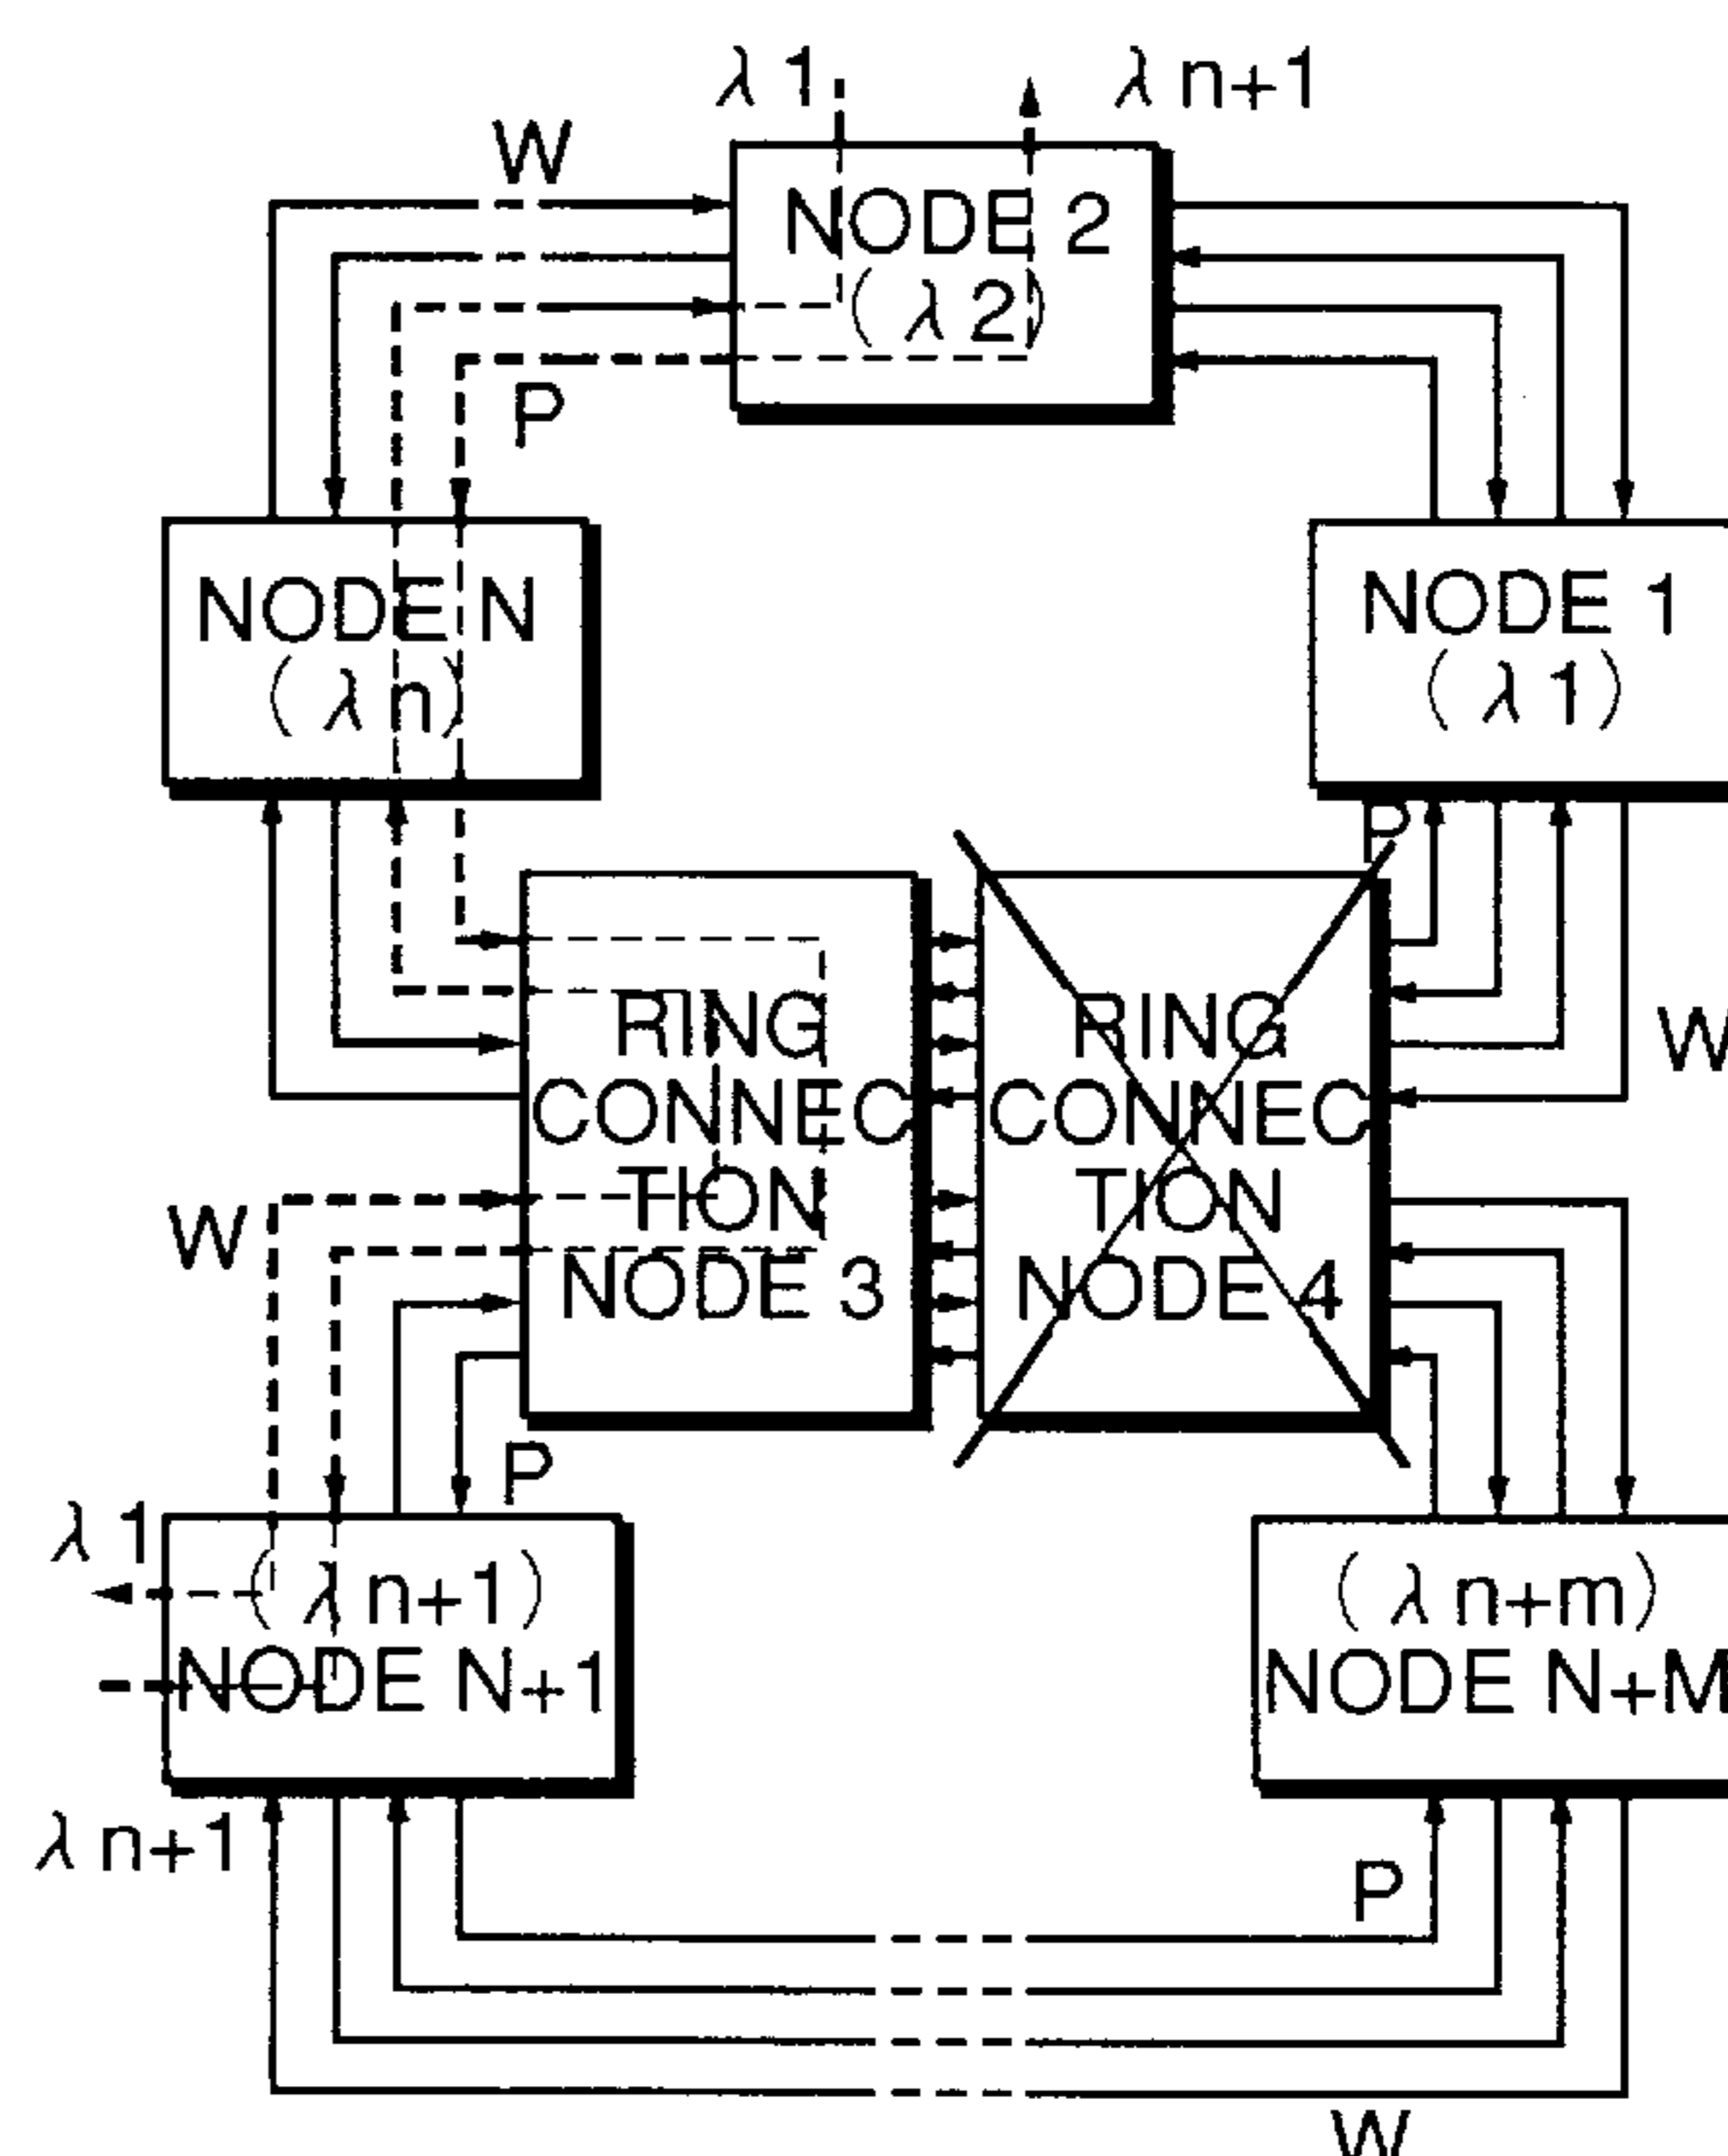 λ1
λn+1
W
NODE 2
(λ2)
P
NODE N
(λn)
NODE 1
(λ1)
P
RING
CONNEC
TION
NODE 3
RING
CONNEC
TION
NODE 4
W
W
P
λ1
(λn+1)
NODE N+1
(λn+m)
NODE N+M
λn+1
P
W